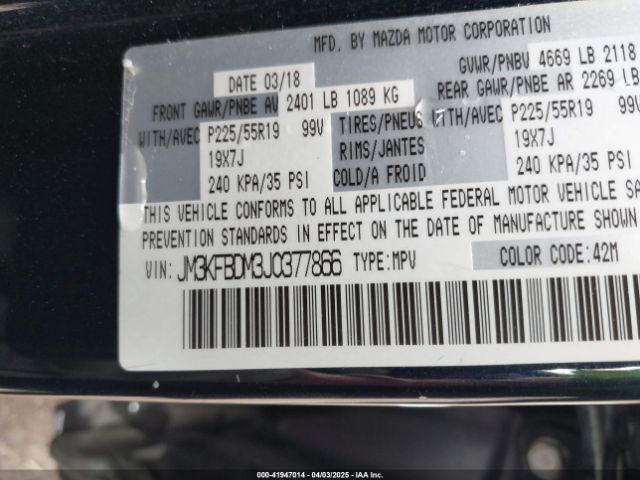 MFD. BY MAZDA MOTOR CORPORATION
DATE 03/18 GVWR/PNBV 4669 LB 2118
FRONT GAWR/PNBE AV 2401 LB 1089 KG REAR GAWR/PNBE AR 2269 LB
WITH/AVEC P225/55R19 99V TIRES/PNEUS WITH/AVEC P225/55R19 99V
19X7J RIMS/JANTES 19X7J
240 KPA/35 PSI COLD/A FROID 240 KPA/35 PSI
THIS VEHICLE CONFORMS TO ALL APPLICABLE FEDERAL MOTOR VEHICLE SA
PREVENTION STANDARDS IN EFFECT ON THE DATE OF MANUFACTURE SHOWN
VIN: JM3KFBDM3J0377866 TYPE:MPV COLOR CODE:42M
000-41947014 04/03/2025 - IAAI.COM